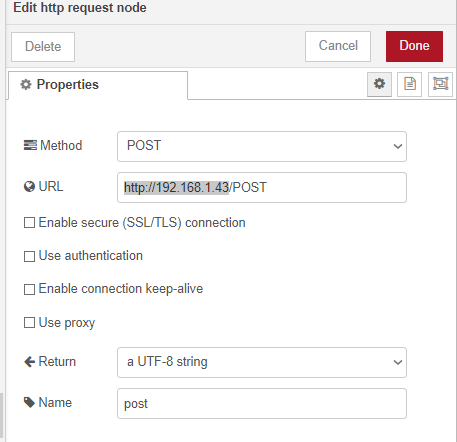 Edit http request node
Delete
Cancel
Done
Properties
Method
POST
URL
http://192.168.1.43/POST
Enable secure (SSL/TLS) connection
Use authentication
Enable connection keep-alive
Use proxy
Return
a UTF-8 string
Name
post